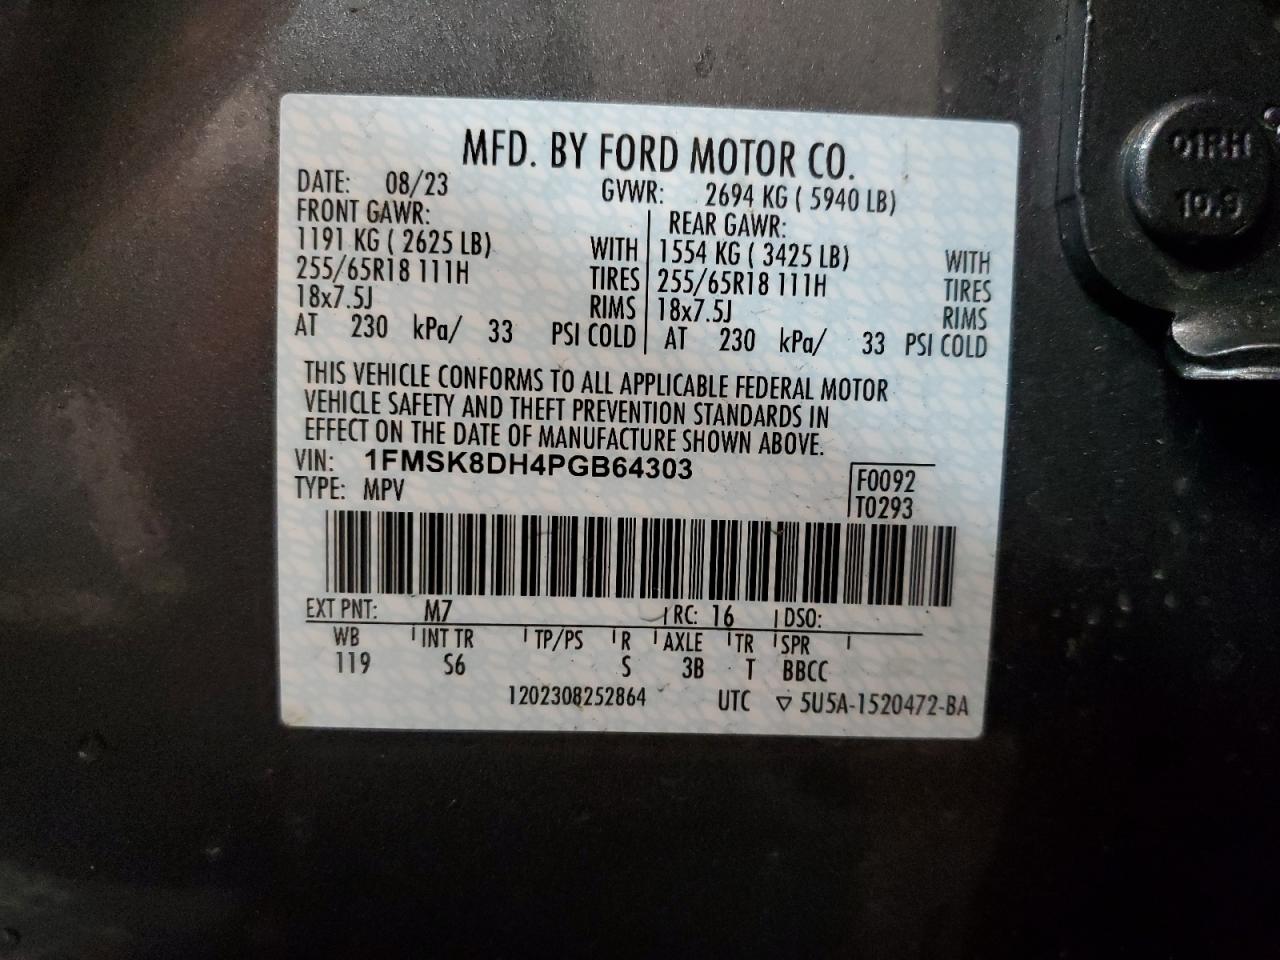 MFD. BY FORD MOTOR CO.
DATE: 08/23 GVWR: 2694 KG ( 5940 LB)
FRONT GAWR: REAR GAWR:
1191 KG ( 2625 LB) WITH 1554 KG ( 3425 LB) WITH
255/65R18 111H TIRES 255/65R18 111H TIRES
18x7.5J RIMS 18x7.5J RIMS
AT 230 kPa/ 33 PSI COLD AT 230 kPa/ 33 PSI COLD
THIS VEHICLE CONFORMS TO ALL APPLICABLE FEDERAL MOTOR
VEHICLE SAFETY AND THEFT PREVENTION STANDARDS IN
EFFECT ON THE DATE OF MANUFACTURE SHOWN ABOVE.
VIN: 1FMSK8DH4PGB64303
TYPE: MPV
F0092
T0293
EXT PNT: M7 RC: 16 DSO:
WB INT TR TP/PS R AXLE TR SPR
119 S6 S 3B T BBCC
1202308252864 UTC ▽ 5U5A-1520472-BA
01RH
10.9